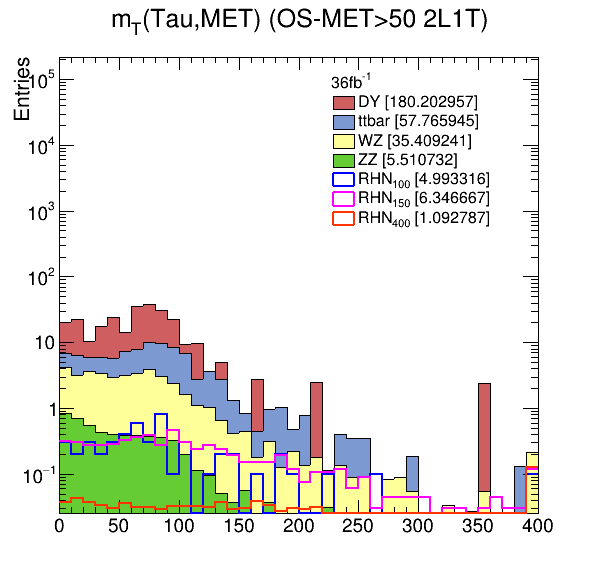 m_T(Tau,MET) (OS-MET>50 2L1T)
Entries
36fb^-1
DY [180.202957]
ttbar [57.765945]
WZ [35.409241]
ZZ [5.510732]
RHN_100 [4.993316]
RHN_150 [6.346667]
RHN_400 [1.092787]
10^5
10^4
10^3
10^2
10
1
10^-1
0 50 100 150 200 250 300 350 400